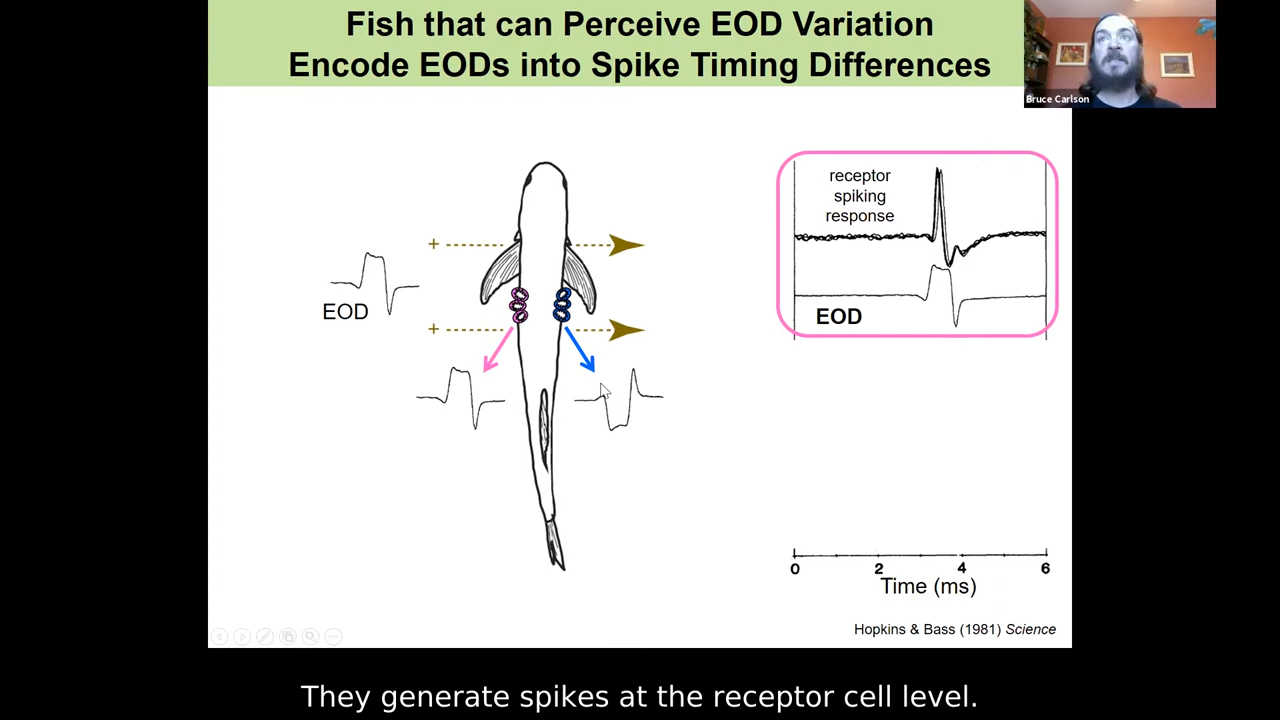 Fish that can Perceive EOD Variation
Encode EODs into Spike Timing Differences
Bruce Carlson
receptor
spiking
response
EOD
+
EOD
+
0 2 4 6
Time (ms)
Hopkins & Bass (1981) Science
They generate spikes at the receptor cell level.